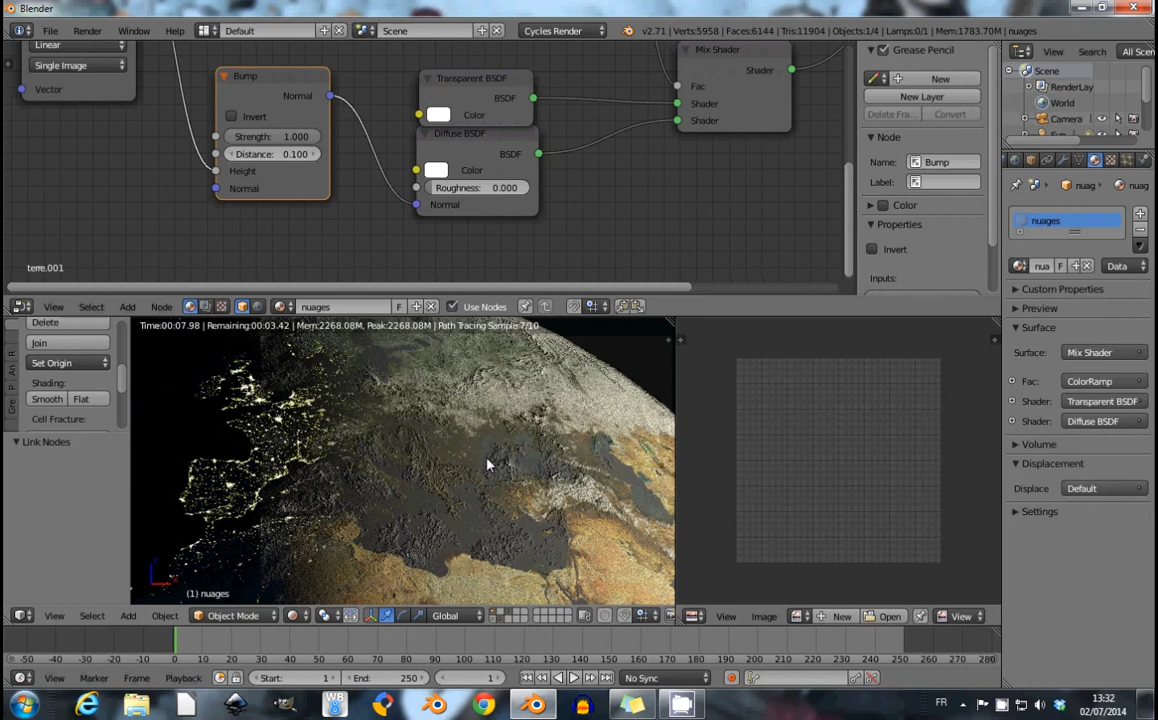 Blender
File Render Window Help Default Scene Cycles Render v2.71 | Verts:5958 | Faces:6144 | Tris:11904 | Objects:1/4 | Lamps:0/1 | Mem:1783.70M | nuages
Linear
Single Image
Vector
Bump
Normal
Invert
Strength: 1.000
Distance: 0.100
Height
Normal
Transparent BSDF
BSDF
Color
Diffuse BSDF
BSDF
Color
Roughness: 0.000
Normal
Mix Shader
Shader
Fac
Shader
Shader
terre.001
Grease Pencil
New
New Layer
Delete Fra... Convert
Node
Name: Bump
Label:
Color
Properties
Invert
Inputs:
View Search All Scen
Scene
RenderLay
World
Camera
nuag nuag
nuages
nua F Data
Custom Properties
Preview
Surface
Surface: Mix Shader
Fac: ColorRamp
Shader: Transparent BSDF
Shader: Diffuse BSDF
Volume
Displacement
Displace Default
Settings
View Select Add Node nuages F Use Nodes
Delete
Join
Set Origin
Shading:
Smooth Flat
Cell Fracture:
Link Nodes
Time:00:07.98 | Remaining:00:03.42 | Mem:2268.08M, Peak:2268.08M | Path Tracing Sample 7/10
(1) nuages
View Select Add Object Object Mode Global
View Image New Open View
-50 -40 -30 -20 -10 0 10 20 30 40 50 60 70 80 90 100 110 120 130 140 150 160 170 180 190 200 210 220 230 240 250 260 270 280
View Marker Frame Playback Start: 1 End: 250 1 No Sync
FR 13:32
02/07/2014